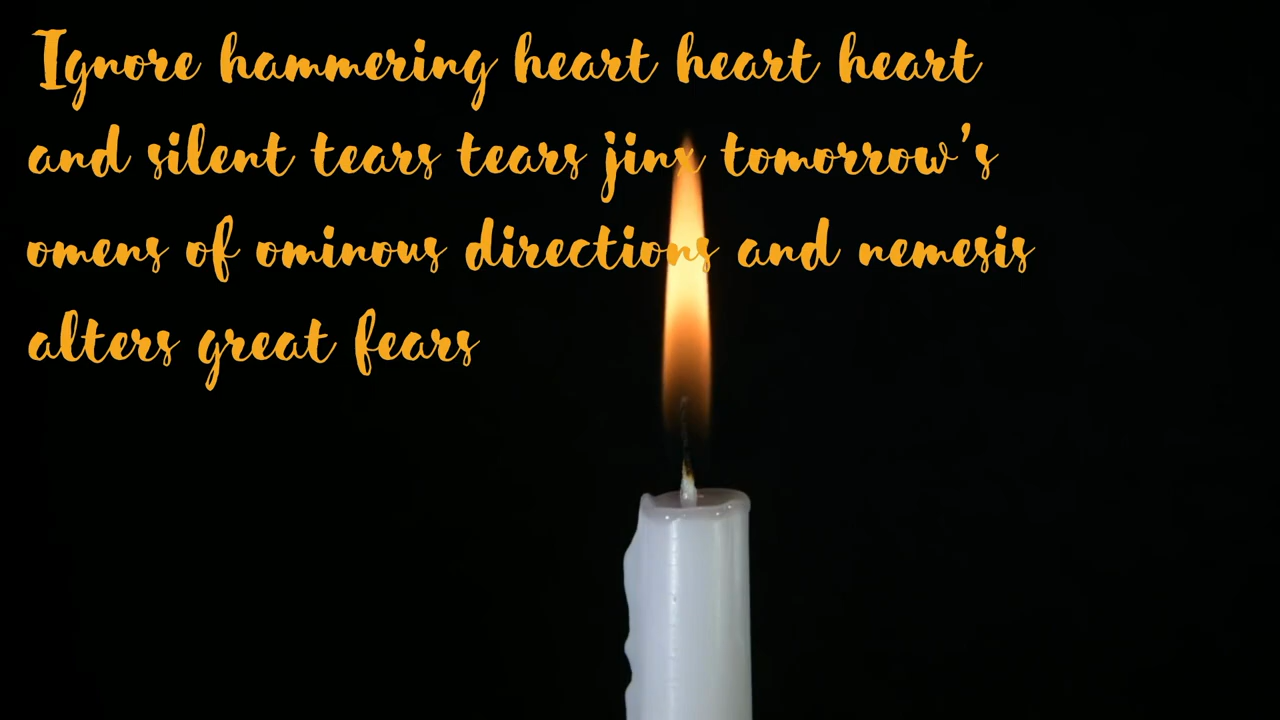 Ignore hammering heart heart heart
and silent tears tears jinx tomorrow's
omens of ominous directions and nemesis
alters great fears